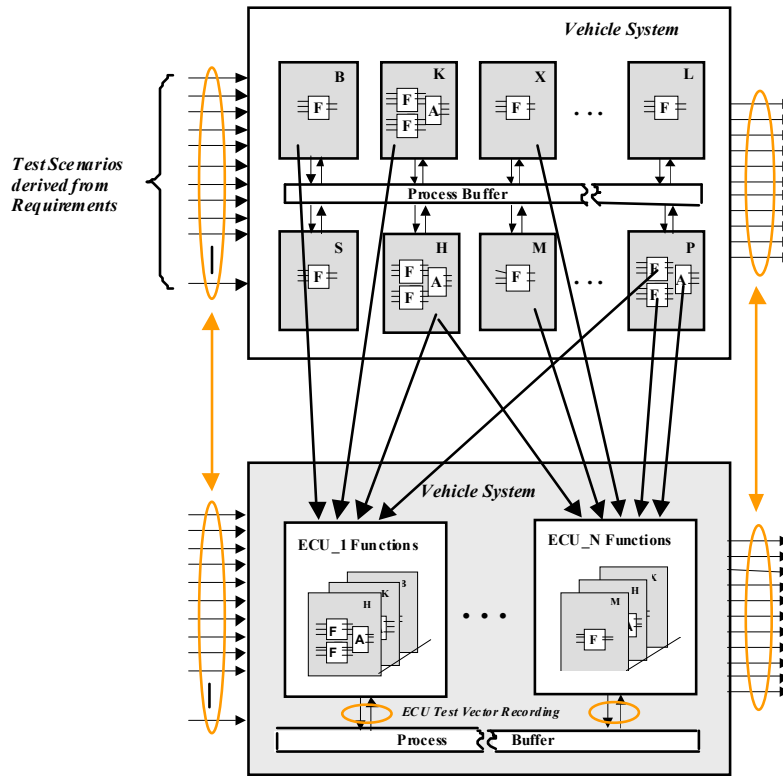 Vehicle System
B K X L
F F F A F F
. . .
Test Scenarios
derived from
Requirements
Process Buffer
S H M P
F F F A F F F A
. . .
Vehicle System
ECU_1 Functions
ECU_N Functions
B
K
H
F
F
A
. . .
X
H
A
M
F
ECU Test Vector Recording
Process Buffer